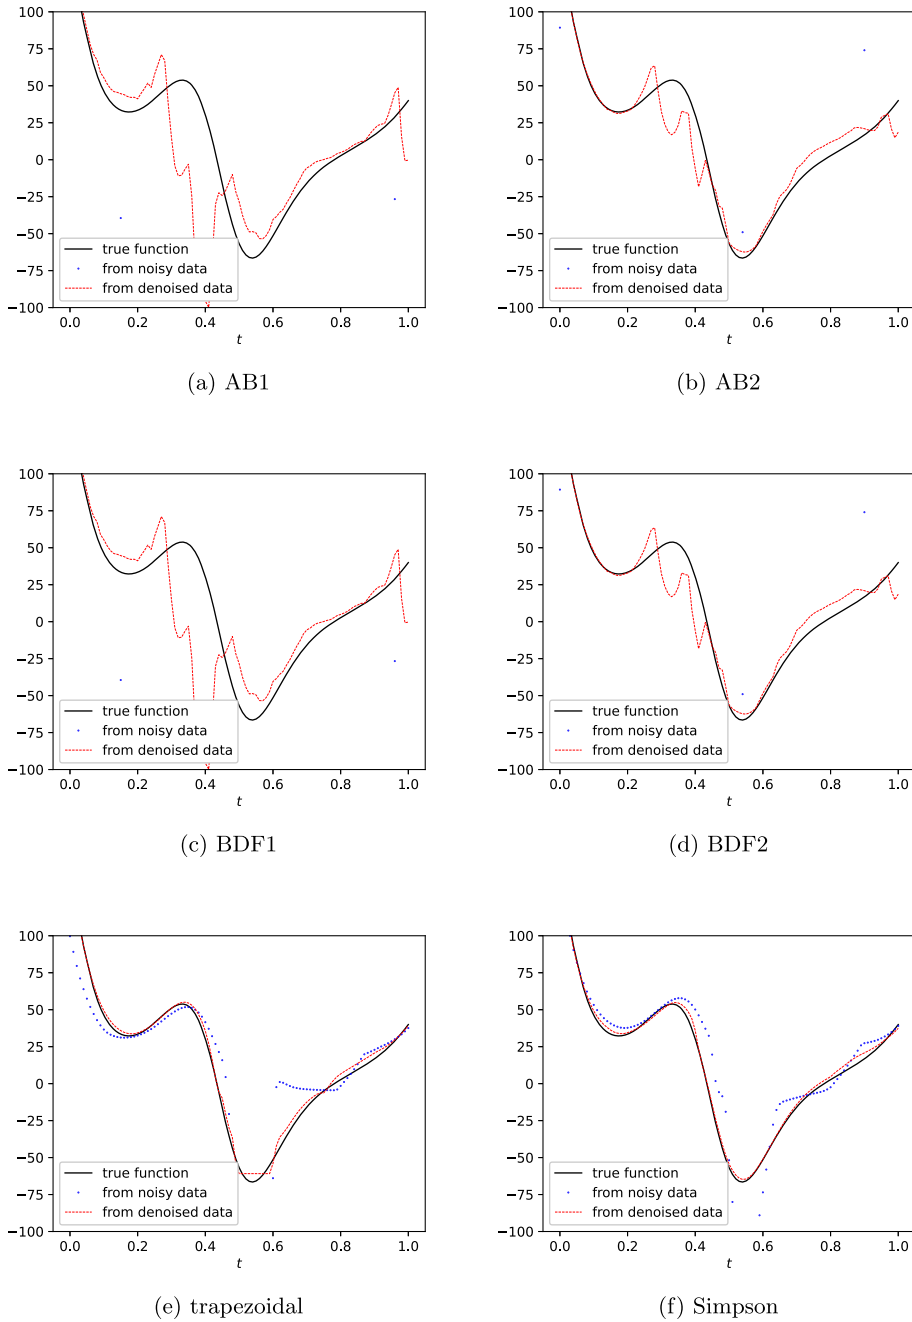 100
75
50
25
0
−25
−50
−75
−100
true function
from noisy data
from denoised data
0.0 0.2 0.4 0.6 0.8 1.0
t
(a) AB1
100
75
50
25
0
−25
−50
−75
−100
true function
from noisy data
from denoised data
0.0 0.2 0.4 0.6 0.8 1.0
t
(b) AB2
100
75
50
25
0
−25
−50
−75
−100
true function
from noisy data
from denoised data
0.0 0.2 0.4 0.6 0.8 1.0
t
(c) BDF1
100
75
50
25
0
−25
−50
−75
−100
true function
from noisy data
from denoised data
0.0 0.2 0.4 0.6 0.8 1.0
t
(d) BDF2
100
75
50
25
0
−25
−50
−75
−100
true function
from noisy data
from denoised data
0.0 0.2 0.4 0.6 0.8 1.0
t
(e) trapezoidal
100
75
50
25
0
−25
−50
−75
−100
true function
from noisy data
from denoised data
0.0 0.2 0.4 0.6 0.8 1.0
t
(f) Simpson